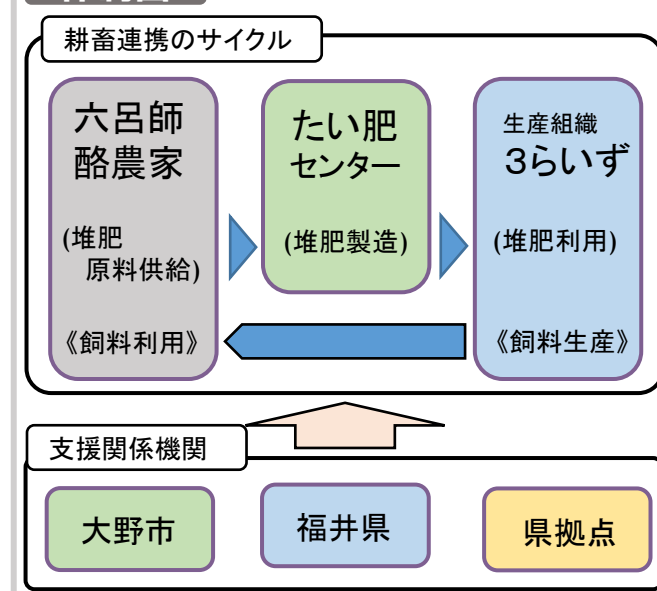 耕畜連携のサイクル
六呂師
酪農家
(堆肥
原料供給)
《飼料利用》
たい肥
センター
(堆肥製造)
生産組織
3らいず
(堆肥利用)
《飼料生産》
支援関係機関
大野市
福井県
県拠点